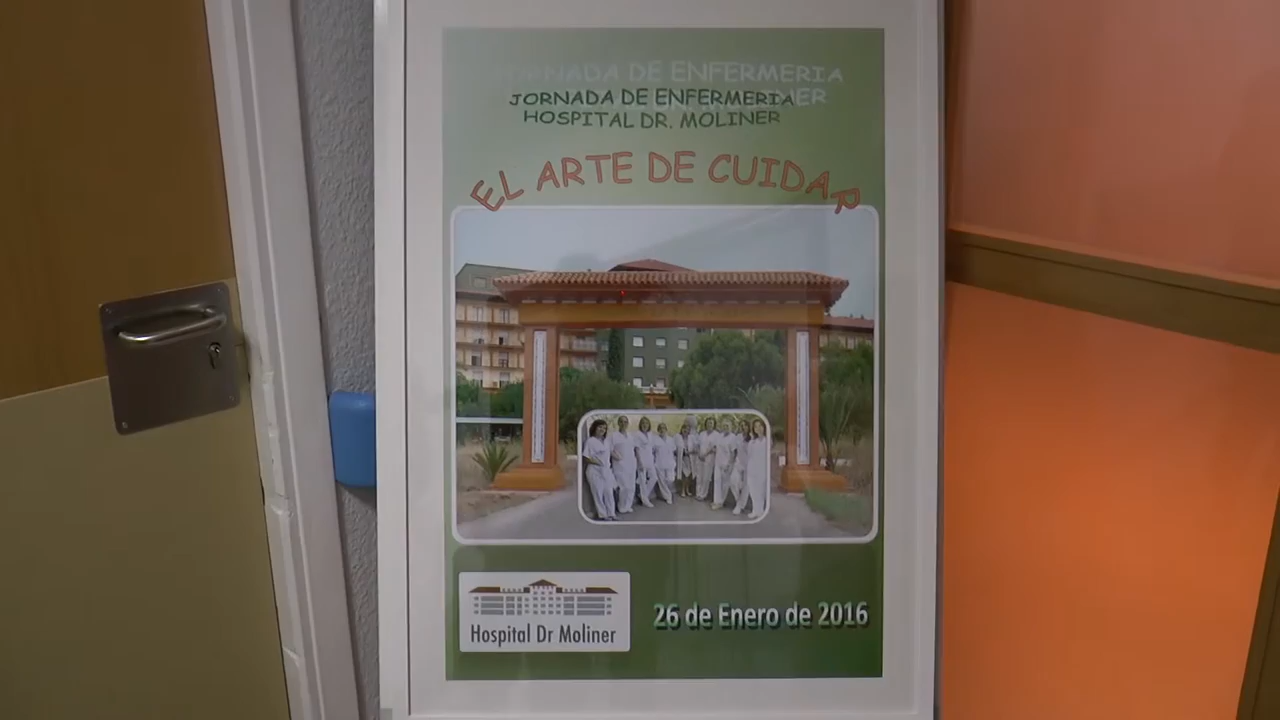 JORNADA DE ENFERMERIA
HOSPITAL DR. MOLINER
EL ARTE DE CUIDAR
Hospital Dr Moliner
26 de Enero de 2016